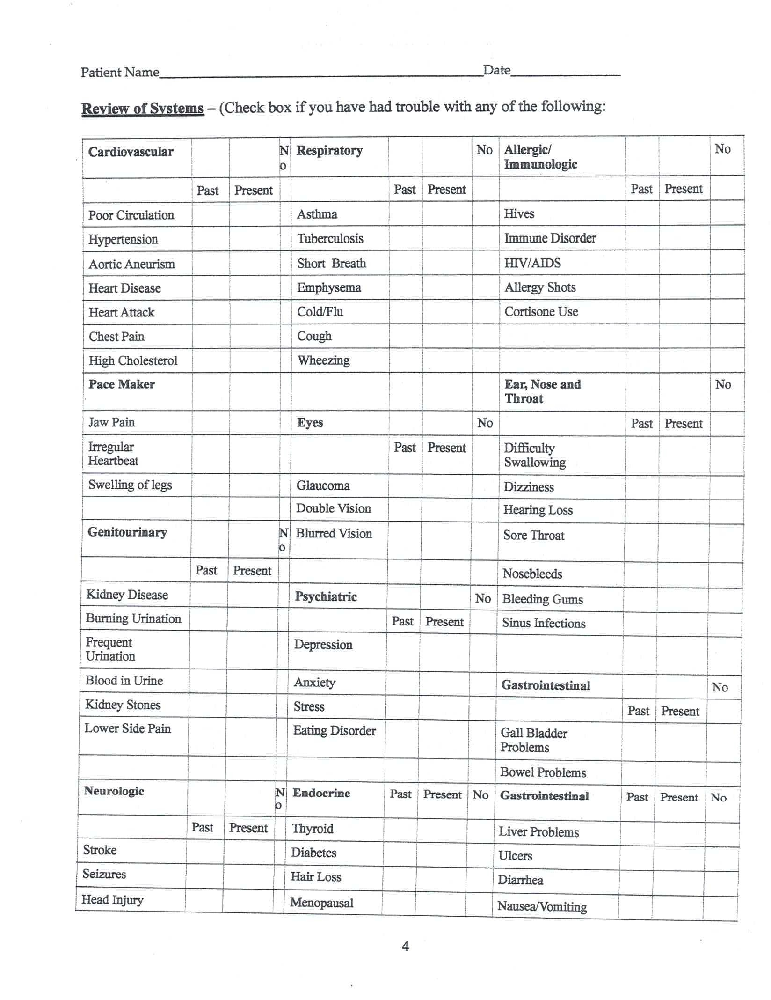 Patient Name____________________Date__________
Review of Systems – (Check box if you have had trouble with any of the following:
Cardiovascular No Respiratory No Allergic/ Immunologic No
Past Present Past Present Past Present
Poor Circulation Asthma Hives
Hypertension Tuberculosis Immune Disorder
Aortic Aneurism Short Breath HIV/AIDS
Heart Disease Emphysema Allergy Shots
Heart Attack Cold/Flu Cortisone Use
Chest Pain Cough
High Cholesterol Wheezing
Pace Maker Ear, Nose and Throat No
Jaw Pain Eyes No Past Present
Irregular Heartbeat Past Present Difficulty Swallowing
Swelling of legs Glaucoma Dizziness
Double Vision Hearing Loss
Genitourinary No Blurred Vision Sore Throat
Past Present Nosebleeds
Kidney Disease Psychiatric No Bleeding Gums
Burning Urination Past Present Sinus Infections
Frequent Urination Depression
Blood in Urine Anxiety Gastrointestinal No
Kidney Stones Stress Past Present
Lower Side Pain Eating Disorder Gall Bladder Problems
Bowel Problems
Neurologic No Endocrine Past Present No Gastrointestinal Past Present No
Past Present Thyroid Liver Problems
Stroke Diabetes Ulcers
Seizures Hair Loss Diarrhea
Head Injury Menopausal Nausea/Vomiting
4